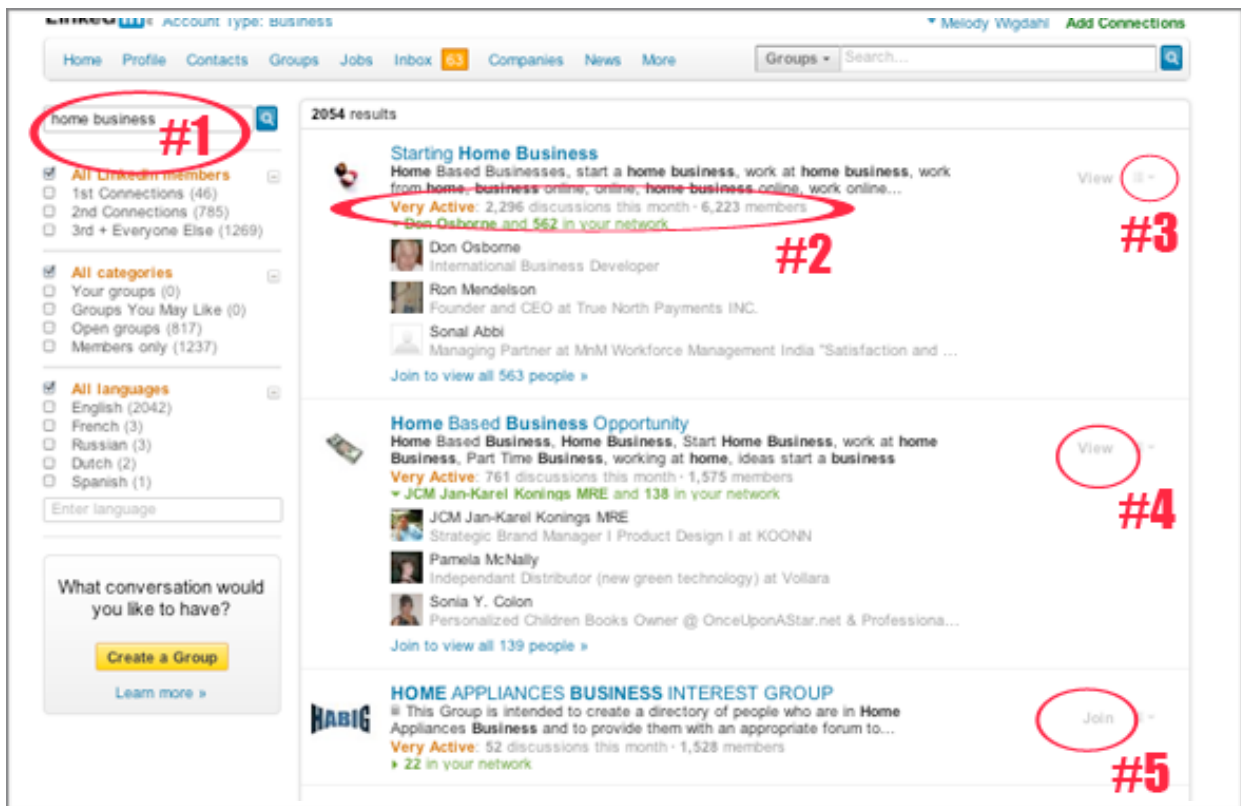 Linked in Account Type: Business
Melody Wigdahl Add Connections
Home Profile Contacts Groups Jobs Inbox 63 Companies News More Groups Search...
home business
#1
All LinkedIn members
1st Connections (46)
2nd Connections (785)
3rd + Everyone Else (1269)
All categories
Your groups (0)
Groups You May Like (0)
Open groups (817)
Members only (1237)
All languages
English (2042)
French (3)
Russian (3)
Dutch (2)
Spanish (1)
Enter language
What conversation would
you like to have?
Create a Group
Learn more »
2054 results
Starting Home Business
Home Based Businesses, start a home business, work at home business, work
from home, business online, online, home business online, work online...
Very Active: 2,296 discussions this month · 6,223 members
Don Osborne and 562 in your network
View
#3
#2
Don Osborne
International Business Developer
Ron Mendelson
Founder and CEO at True North Payments INC.
Sonal Abbi
Managing Partner at MnM Workforce Management India "Satisfaction and ...
Join to view all 563 people »
Home Based Business Opportunity
Home Based Business, Home Business, Start Home Business, work at home
Business, Part Time Business, working at home, ideas start a business
Very Active: 761 discussions this month · 1,575 members
JCM Jan-Karel Konings MRE and 138 in your network
View
#4
JCM Jan-Karel Konings MRE
Strategic Brand Manager I Product Design I at KOONN
Pamela McNally
Independant Distributor (new green technology) at Vollara
Sonia Y. Colon
Personalized Children Books Owner @ OnceUponAStar.net & Professiona...
Join to view all 139 people »
HABIG
HOME APPLIANCES BUSINESS INTEREST GROUP
This Group is intended to create a directory of people who are in Home
Appliances Business and to provide them with an appropriate forum to...
Very Active: 52 discussions this month · 1,528 members
22 in your network
Join
#5